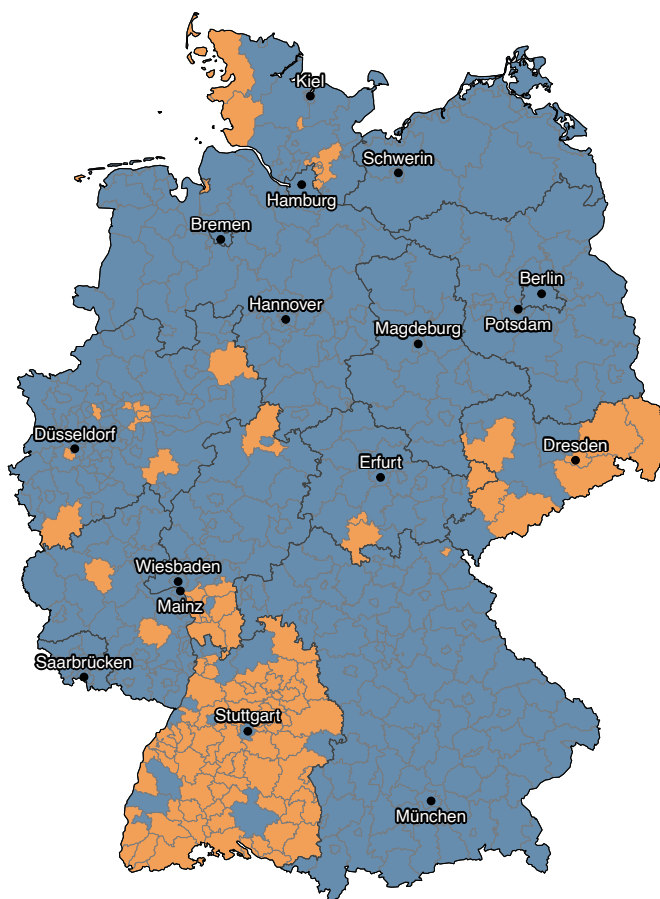 Kiel
Schwerin
Hamburg
Bremen
Berlin
Hannover
Potsdam
Magdeburg
Düsseldorf
Dresden
Erfurt
Wiesbaden
Mainz
Saarbrücken
Stuttgart
München